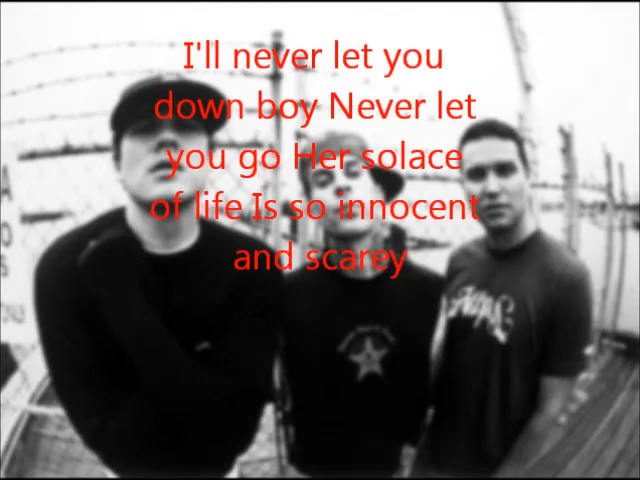 I'll never let you
down boy Never let
you go Her solace
of life Is so innocent
and scarey